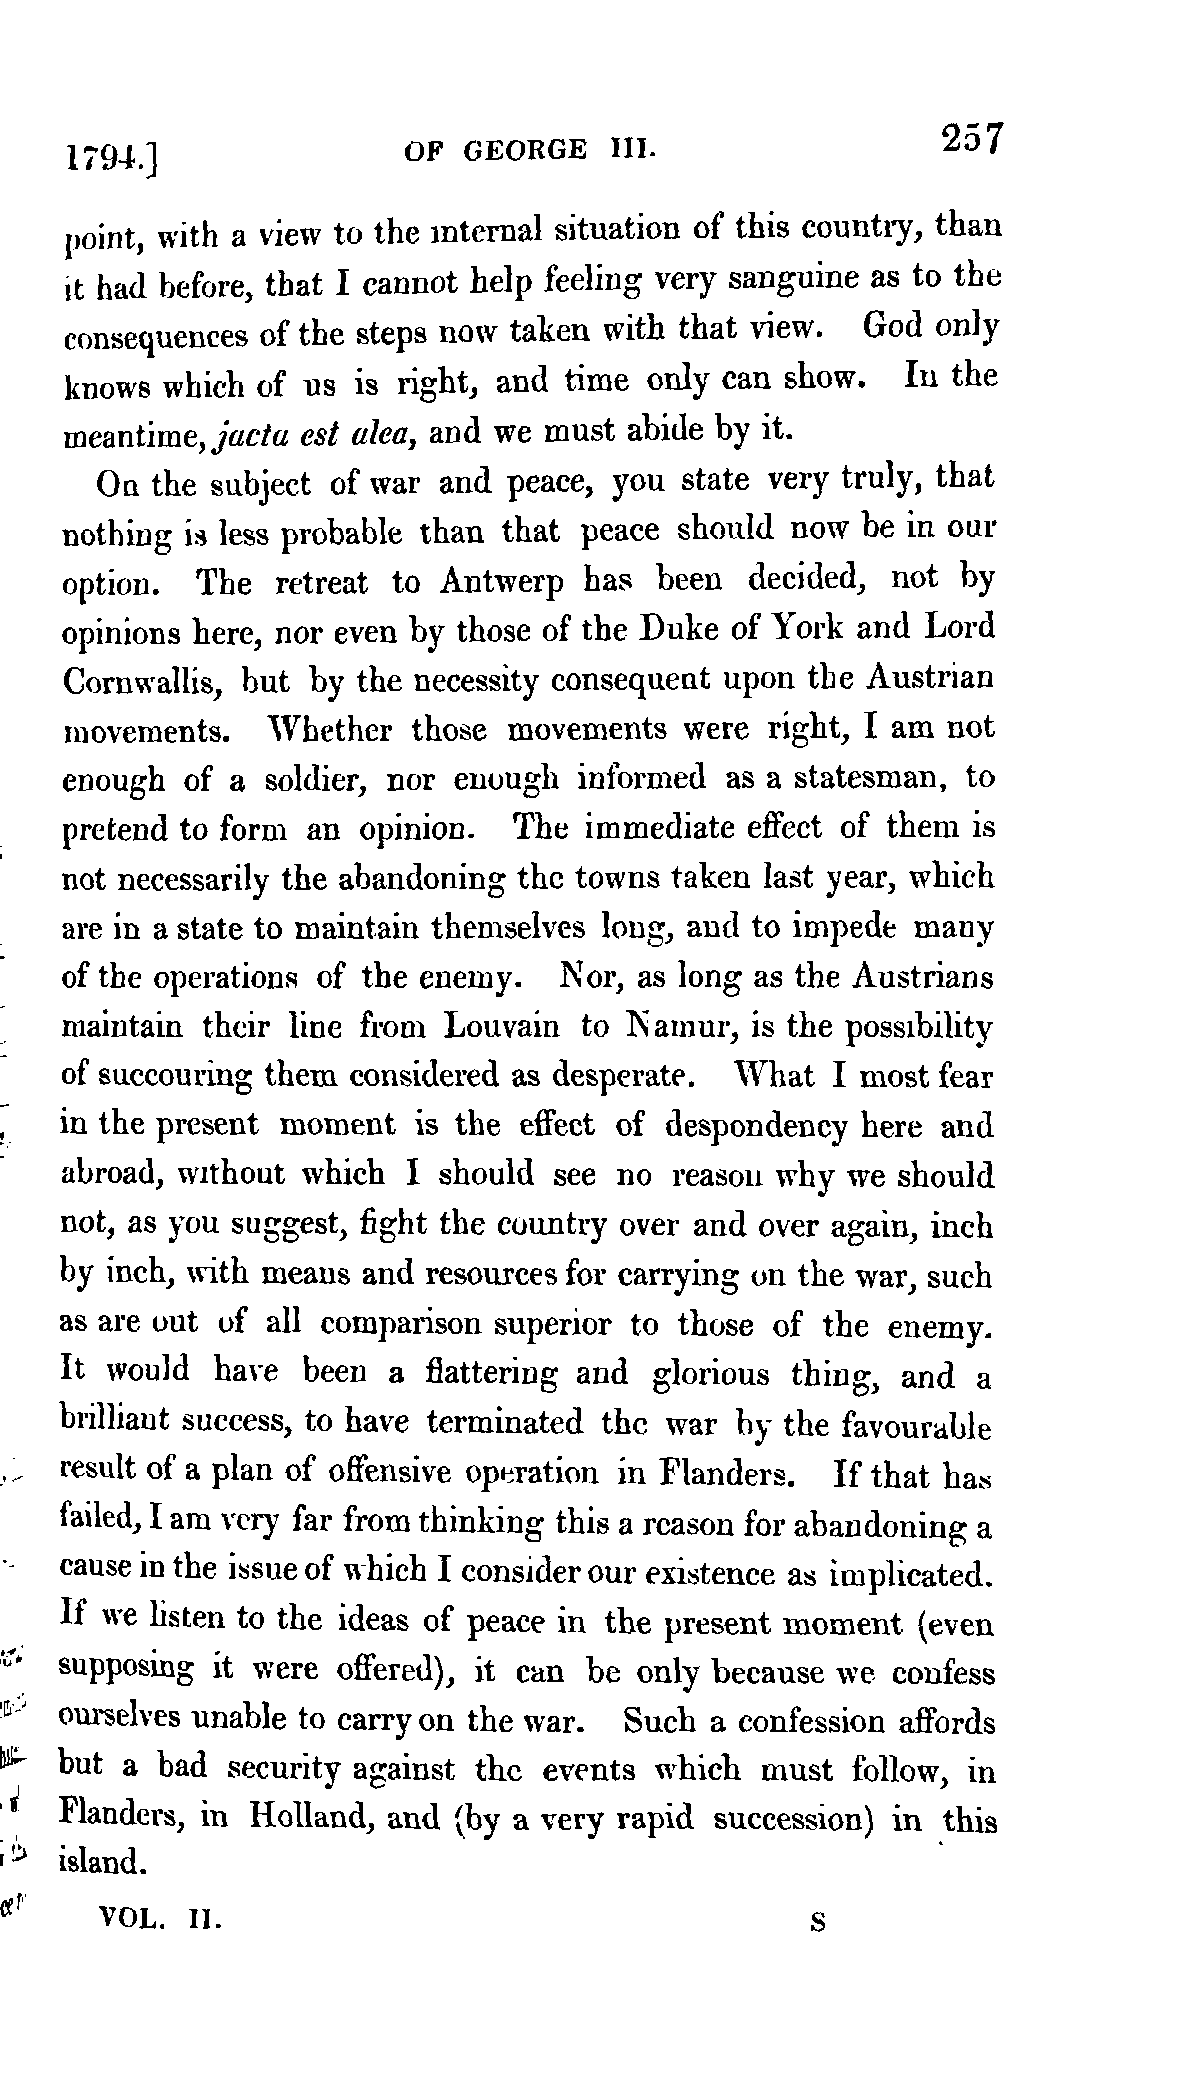 1794.] OF GEORGE III. 257
point, with a view to the internal situation of this country, than
it had before, that I cannot help feeling very sanguine as to the
consequences of the steps now taken with that view. God only
knows which of us is right, and time only can show. In the
meantime, jacta est alea, and we must abide by it.
On the subject of war and peace, you state very truly, that
nothing is less probable than that peace should now be in our
option. The retreat to Antwerp has been decided, not by
opinions here, nor even by those of the Duke of York and Lord
Cornwallis, but by the necessity consequent upon the Austrian
movements. Whether those movements were right, I am not
enough of a soldier, nor enough informed as a statesman, to
pretend to form an opinion. The immediate effect of them is
not necessarily the abandoning the towns taken last year, which
are in a state to maintain themselves long, and to impede many
of the operations of the enemy. Nor, as long as the Austrians
maintain their line from Louvain to Namur, is the possibility
of succouring them considered as desperate. What I most fear
in the present moment is the effect of despondency here and
abroad, without which I should see no reason why we should
not, as you suggest, fight the country over and over again, inch
by inch, with means and resources for carrying on the war, such
as are out of all comparison superior to those of the enemy.
It would have been a flattering and glorious thing, and a
brilliant success, to have terminated the war by the favourable
result of a plan of offensive operation in Flanders. If that has
failed, I am very far from thinking this a reason for abandoning a
cause in the issue of which I consider our existence as implicated.
If we listen to the ideas of peace in the present moment (even
supposing it were offered), it can be only because we confess
ourselves unable to carry on the war. Such a confession affords
but a bad security against the events which must follow, in
Flanders, in Holland, and (by a very rapid succession) in this
island.
VOL. II. S